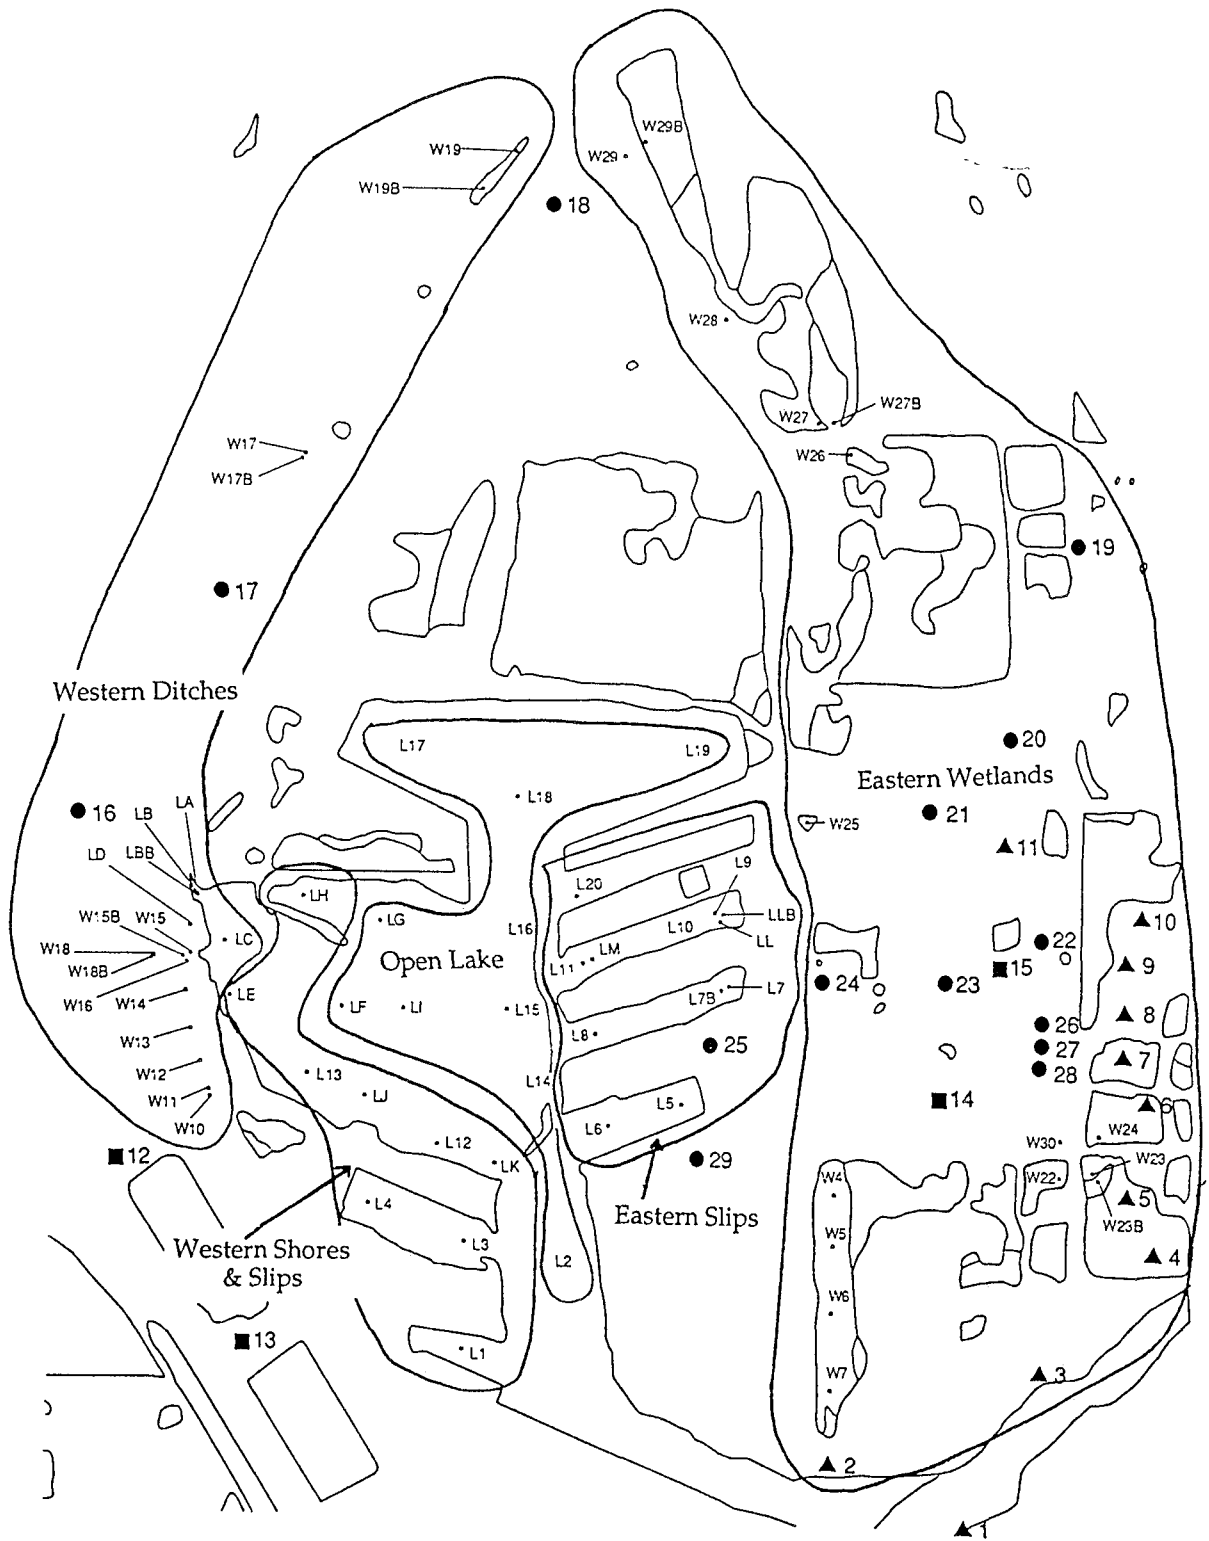 W29B
W19
W29
W19B
18
W28
W27B
W27
W17
W26
W17B
19
17
Western Ditches
L17
L19
20
Eastern Wetlands
L18
16
LA
LB
21
W25
11
LBB
LD
L9
LH
L20
W15B
W15
LG
L10
LLB
10
L16
LC
22
W18
LM
LL
Open Lake
L11
W18B
15
9
W16
W14
LE
LF
LI
L15
L7B
L7
24
23
8
W13
L8
26
25
27
7
W12
L13
L14
28
W11
LJ
L5
14
6
W10
L6
W24
L12
W30
12
LK
29
W23
W4
W22
L4
5
Eastern Slips
W23B
W5
L3
Western Shores
& Slips
L2
4
W6
13
L1
W7
3
2
1